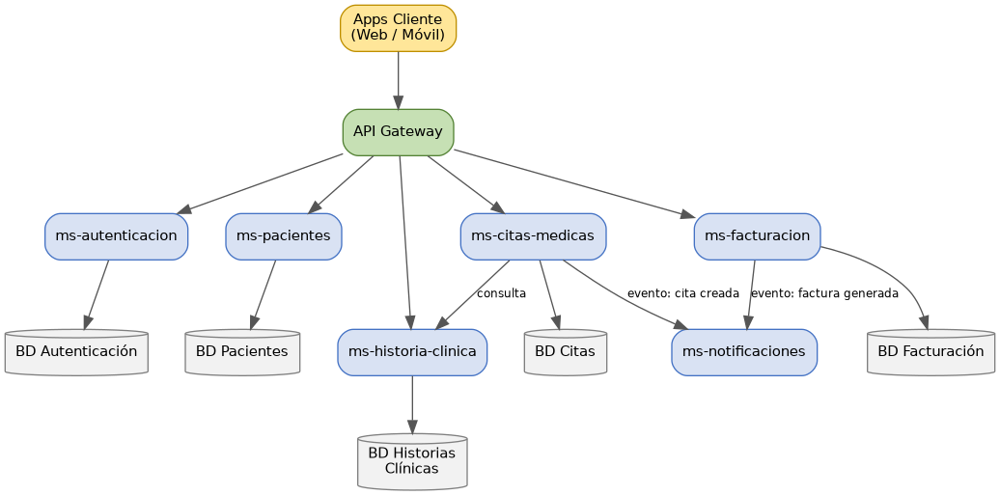 Apps Cliente
(Web / Móvil)
API Gateway
ms-autenticacion
ms-pacientes
ms-citas-medicas
ms-facturacion
consulta
evento: cita creada
evento: factura generada
BD Autenticación
BD Pacientes
ms-historia-clinica
BD Citas
ms-notificaciones
BD Facturación
BD Historias
Clínicas